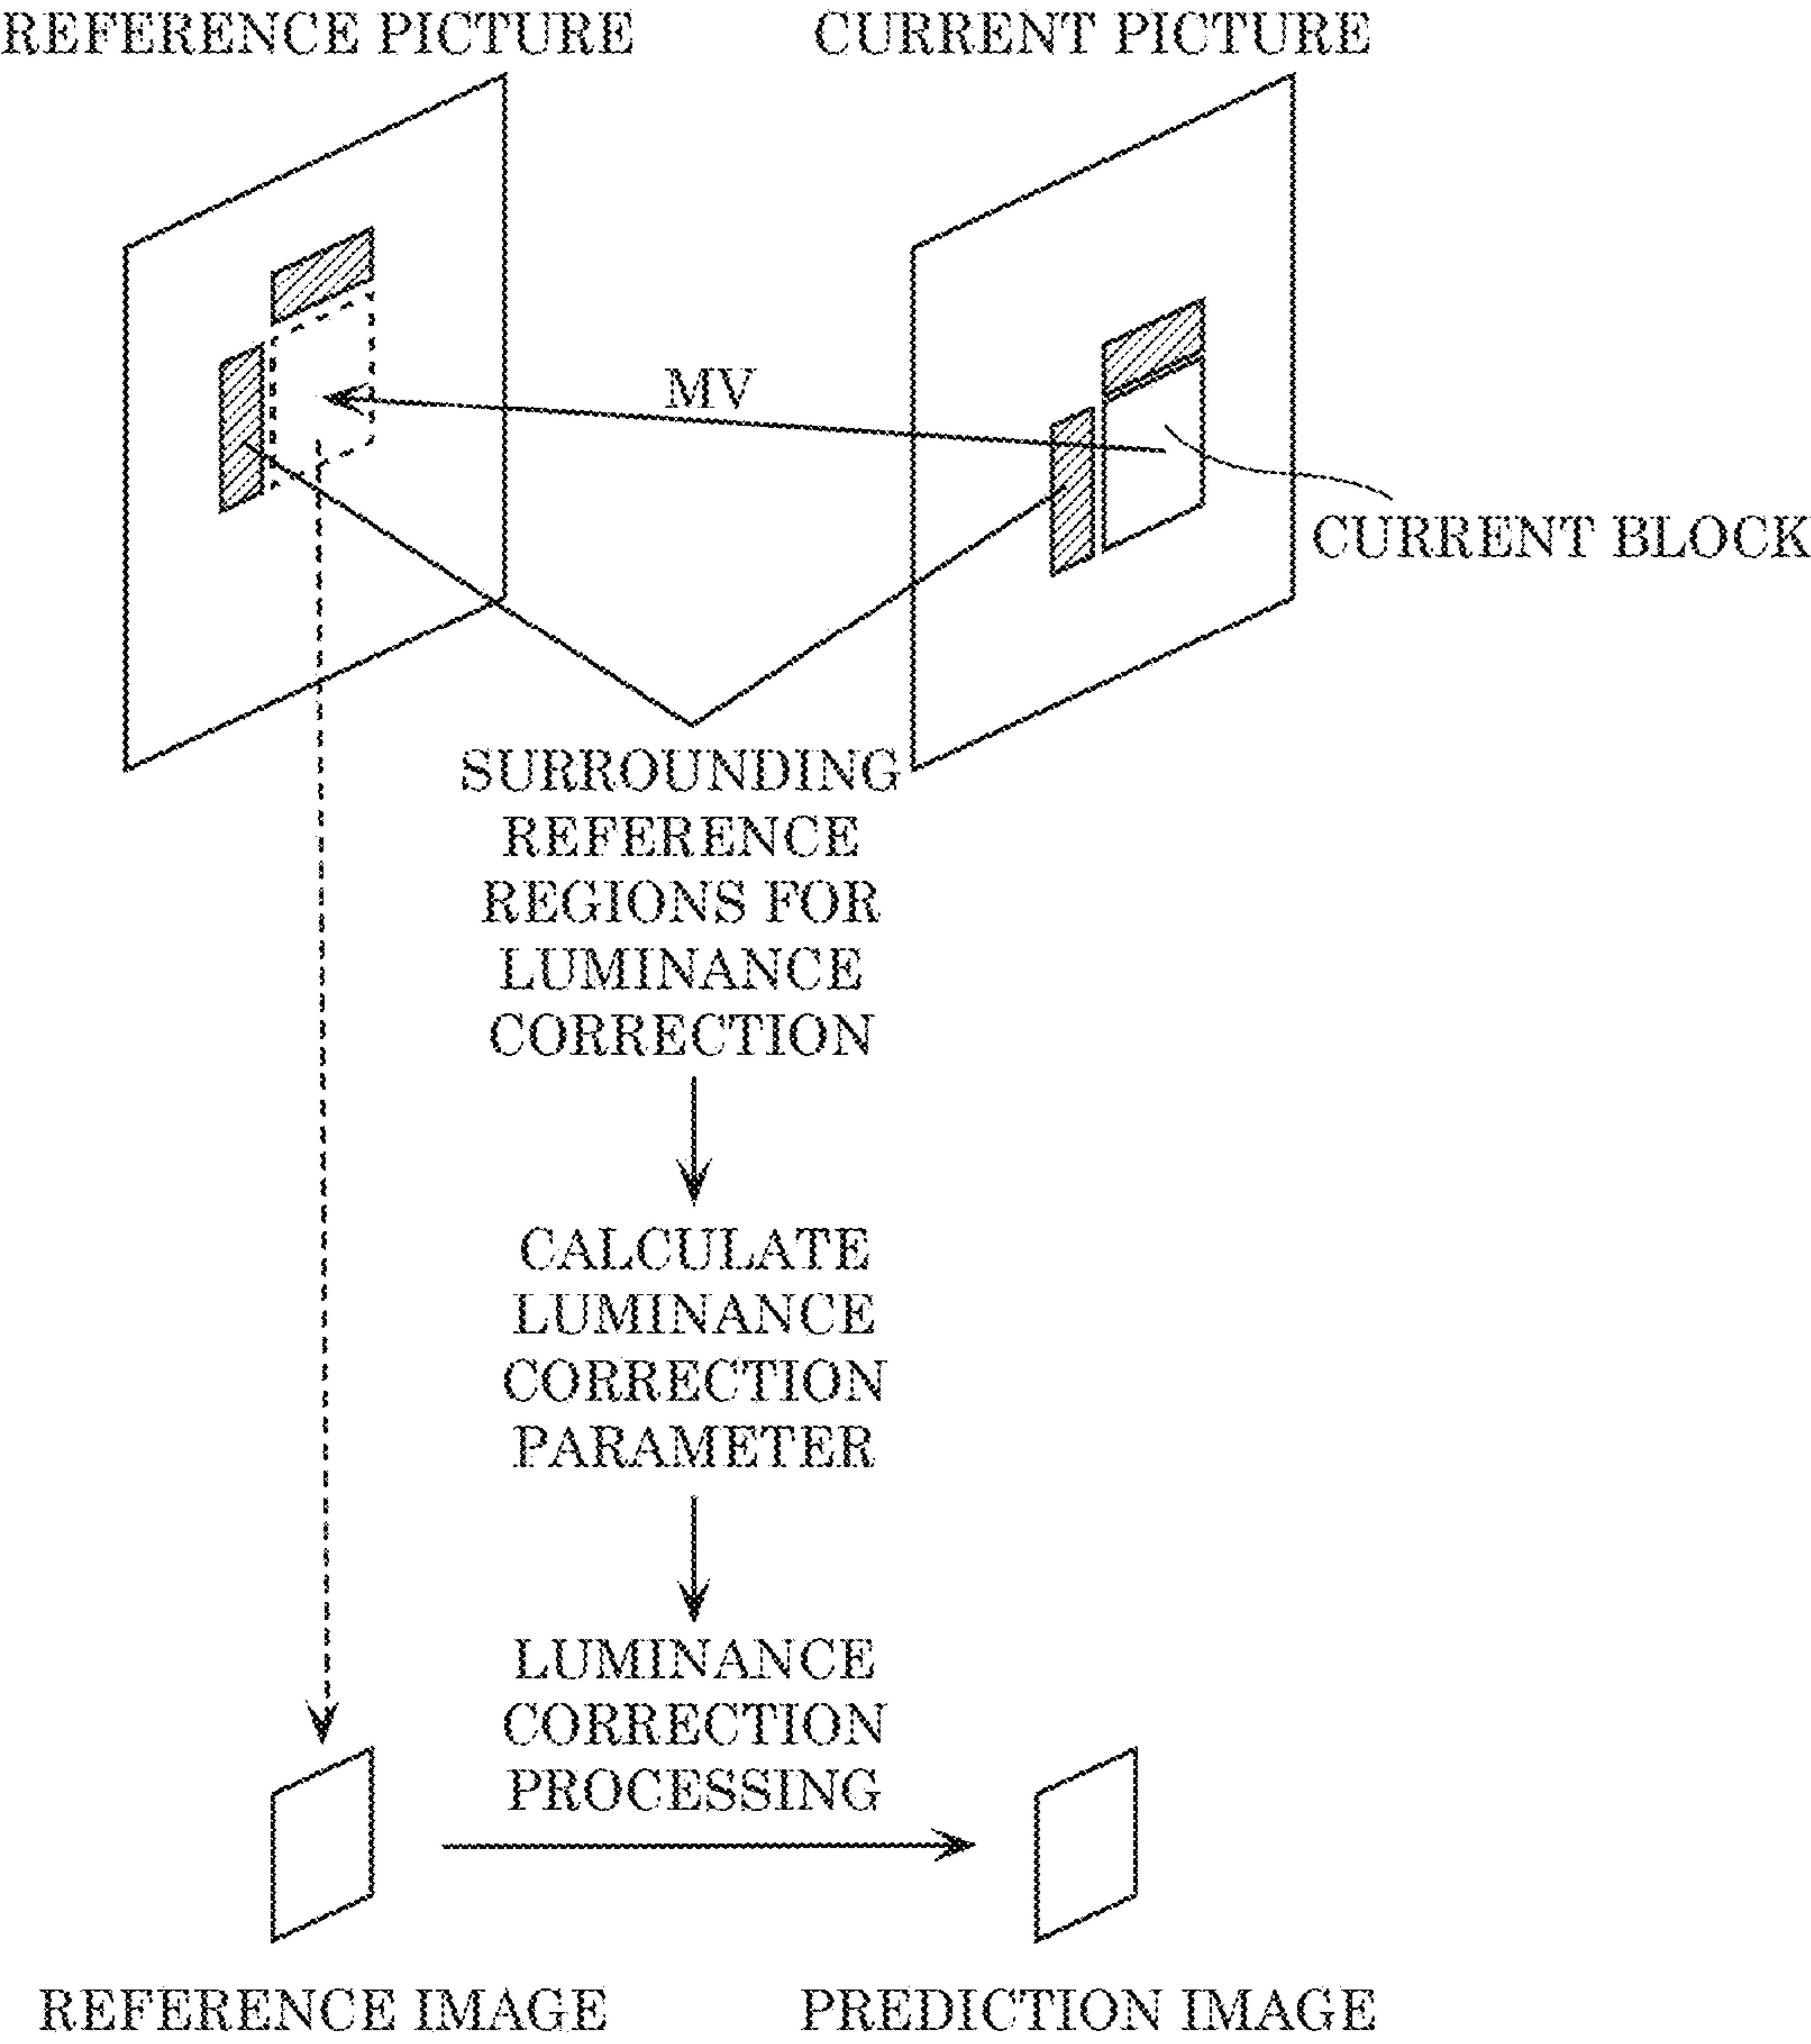 REFERENCE PICTURE
CURRENT PICTURE
MV
CURRENT BLOCK
SURROUNDING
REFERENCE
REGIONS FOR
LUMINANCE
CORRECTION
CALCULATE
LUMINANCE
CORRECTION
PARAMETER
LUMINANCE
CORRECTION
PROCESSING
REFERENCE IMAGE
PREDICTION IMAGE